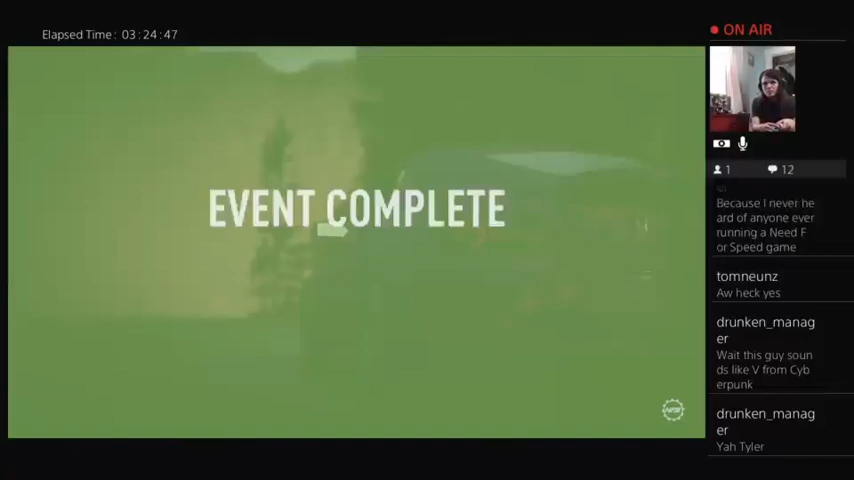 Elapsed Time: 03:24:47
ON AIR
EVENT COMPLETE
1
12
Because I never he
ard of anyone ever
running a Need F
or Speed game
tomneunz
Aw heck yes
drunken_manag
er
Wait this guy soun
ds like V from Cyb
erpunk
drunken_manag
er
Yah Tyler